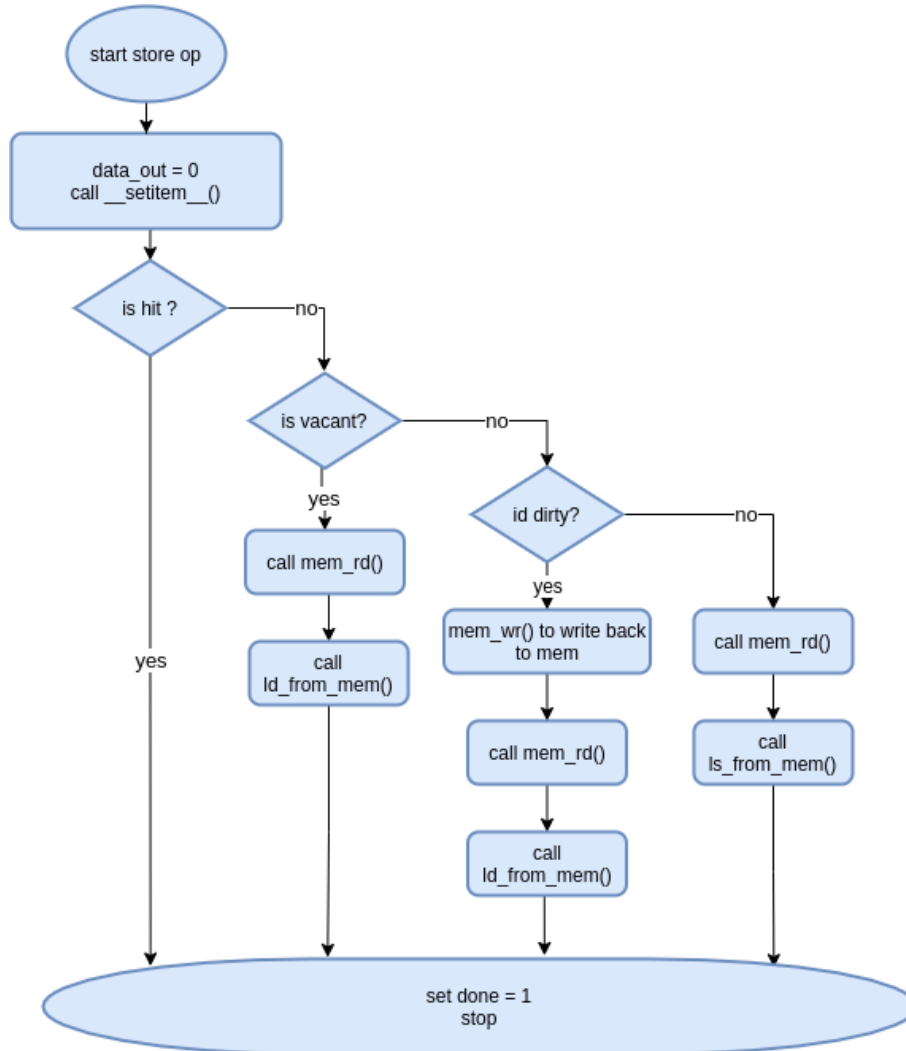 start store op
data_out = 0
call __setitem__()
is hit ?
no
is vacant?
no
yes
id dirty?
no
call mem_rd()
yes
mem_wr() to write back
to mem
call mem_rd()
yes
call
ld_from_mem()
call mem_rd()
call
ls_from_mem()
call
ld_from_mem()
set done = 1
stop